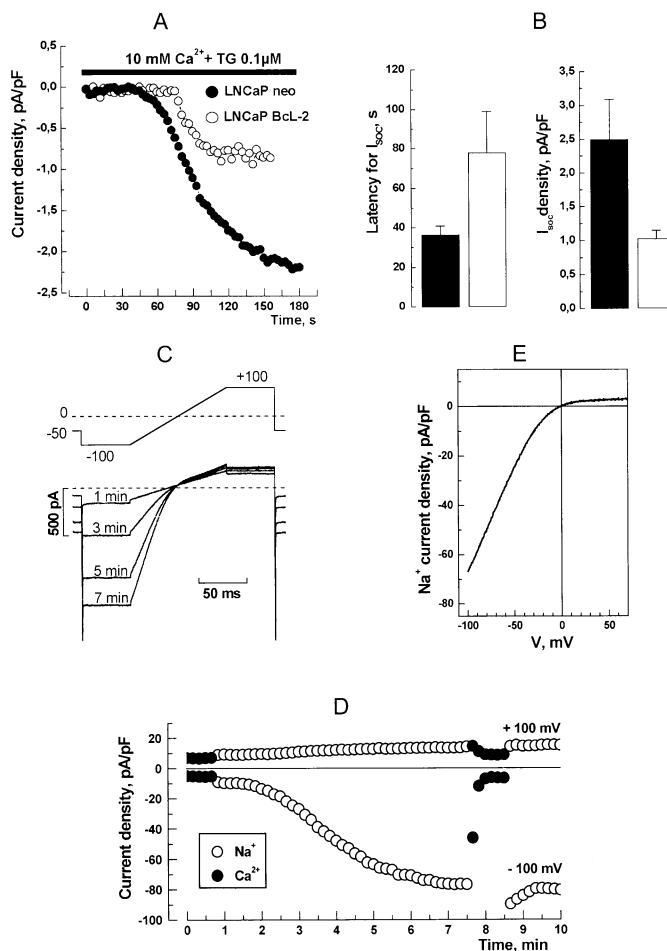 A
10 mM Ca2+ + TG 0.1µM
LNCaP neo
LNCaP BcL-2
Current density, pA/pF
0,5
0,0
-0,5
-1,0
-1,5
-2,0
-2,5
0 30 60 90 120 150 180
Time, s
B
Latency for ISOC, s
120
100
80
60
40
20
0
Isoc density, pA/pF
3,5
3,0
2,5
2,0
1,5
1,0
0,5
0,0
C
+100
0
-50
-100
500 pA
1 min
3 min
5 min
7 min
50 ms
E
Na+ current density, pA/pF
0
-20
-40
-60
-80
-100 -50 0 50
V, mV
D
Current density, pA/pF
20
0
-20
-40
-60
-80
-100
+ 100 mV
Na+
Ca2+
- 100 mV
0 1 2 3 4 5 6 7 8 9 10
Time, min